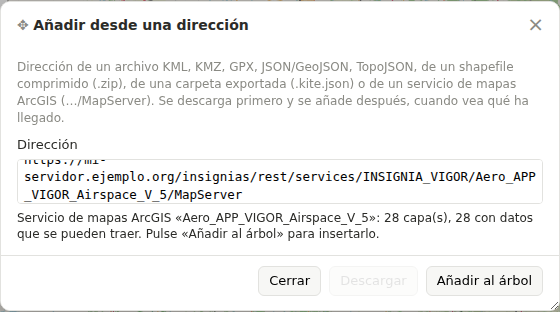 Añadir desde una dirección
Dirección de un archivo KML, KMZ, GPX, JSON/GeoJSON, TopoJSON, de un shapefile
comprimido (.zip), de una carpeta exportada (.kite.json) o de un servicio de mapas
ArcGIS (.../MapServer). Se descarga primero y se añade después, cuando vea qué ha
llegado.
Dirección
https://mi-
servidor.ejemplo.org/insignias/rest/services/INSIGNIA_VIGOR/Aero_APP
_VIGOR_Airspace_V_5/MapServer
Servicio de mapas ArcGIS «Aero_APP_VIGOR_Airspace_V_5»: 28 capa(s), 28 con datos
que se pueden traer. Pulse «Añadir al árbol» para insertarlo.
Cerrar
Descargar
Añadir al árbol